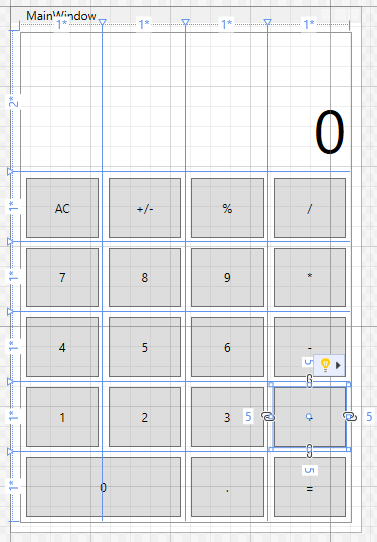 MainWindow
1* 1* 1* 1*
2*
0
1* AC +/- % /
1* 7 8 9 *
1* 4 5 6 -
5
1* 1 2 3 5 5
5
1* 0 . =